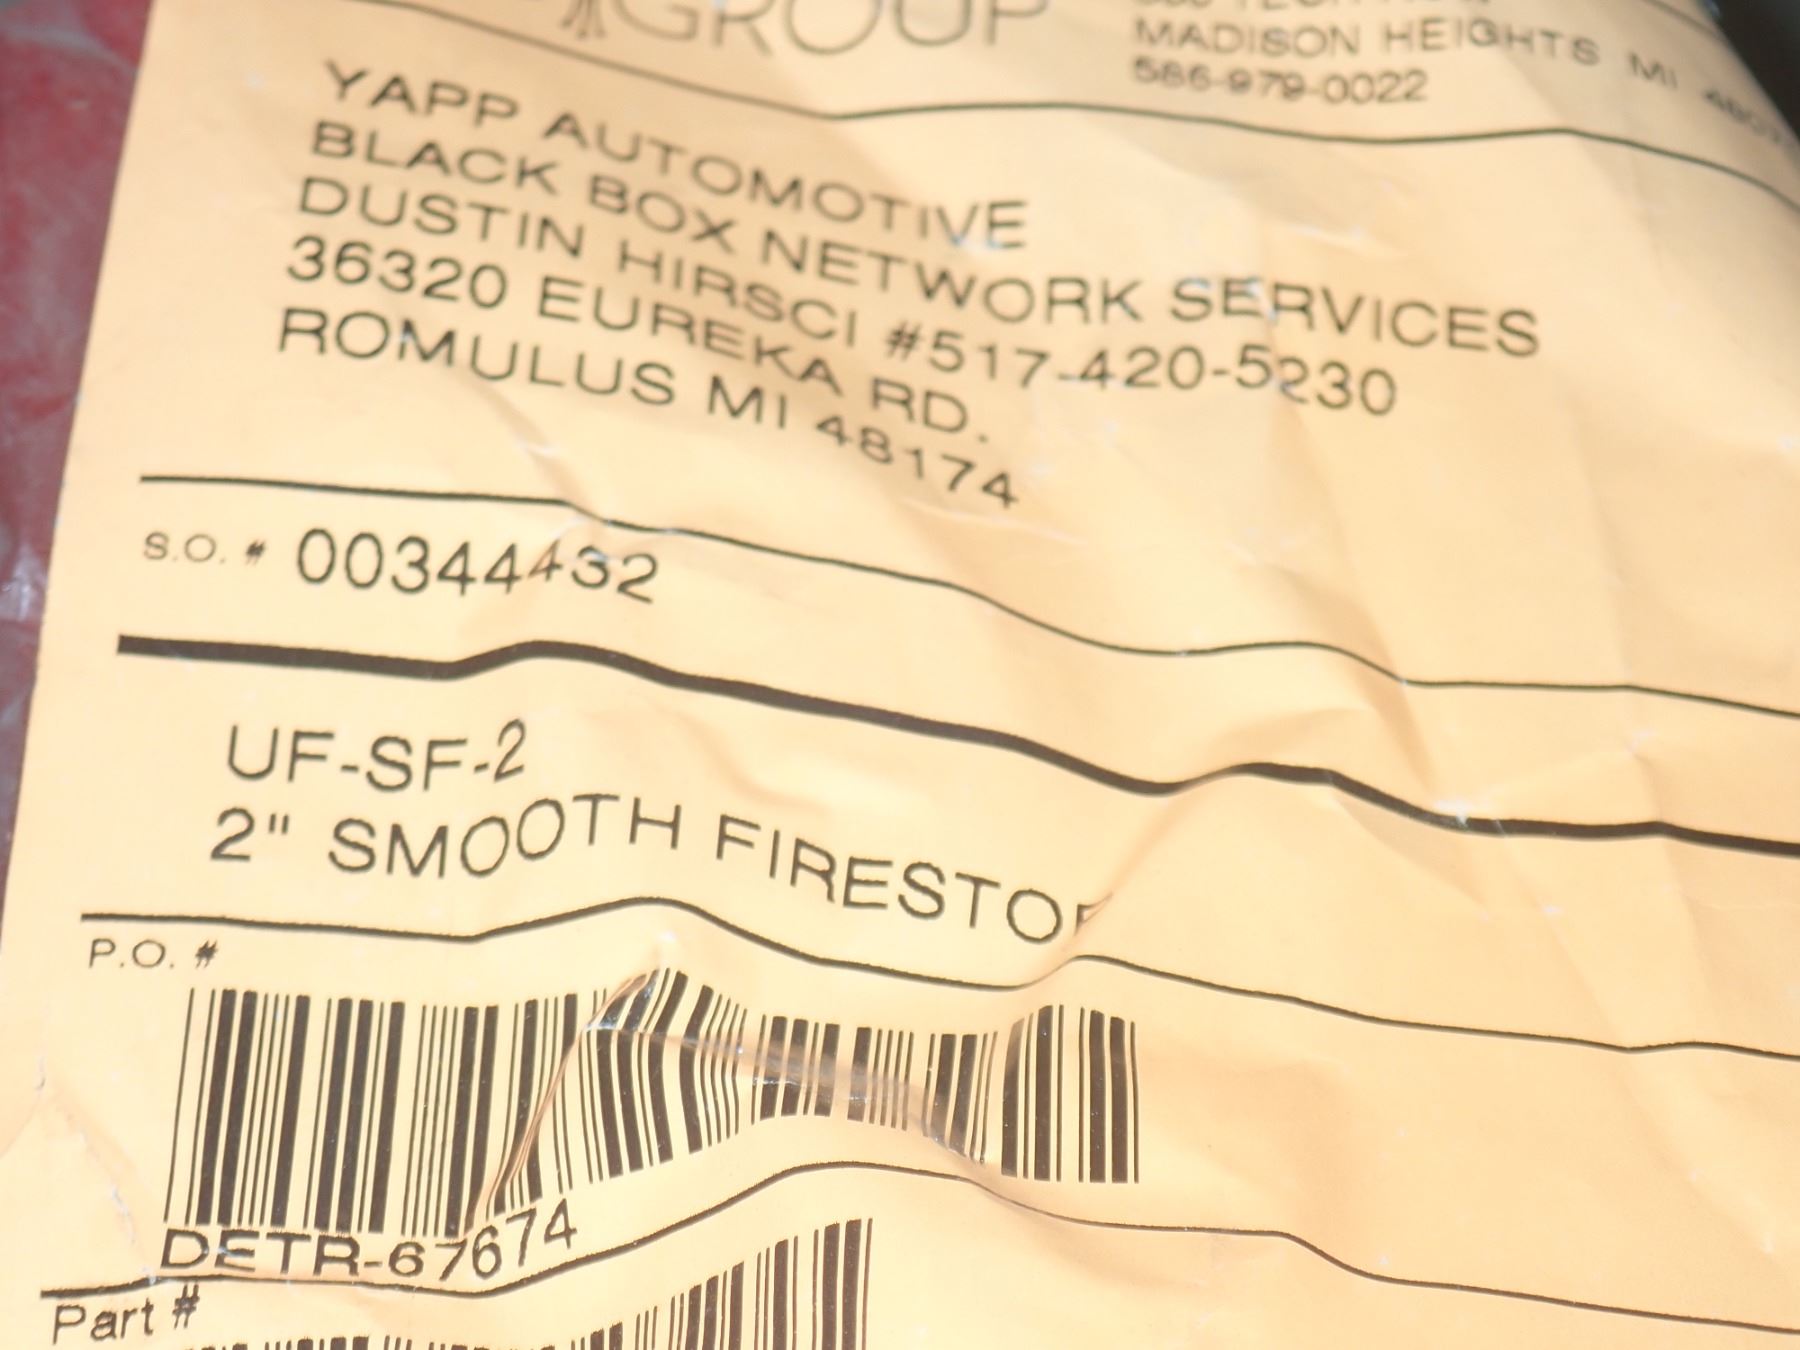 GROUP
MADISON HEIGHTS MI
586-979-0022
YAPP AUTOMOTIVE
BLACK BOX NETWORK SERVICES
DUSTIN HIRSCI #517-420-5230
36320 EUREKA RD.
ROMULUS MI 48174
S.O. # 00344432
UF-SF-2
2" SMOOTH FIRESTO
P.O. #
DETR-67674
Part #